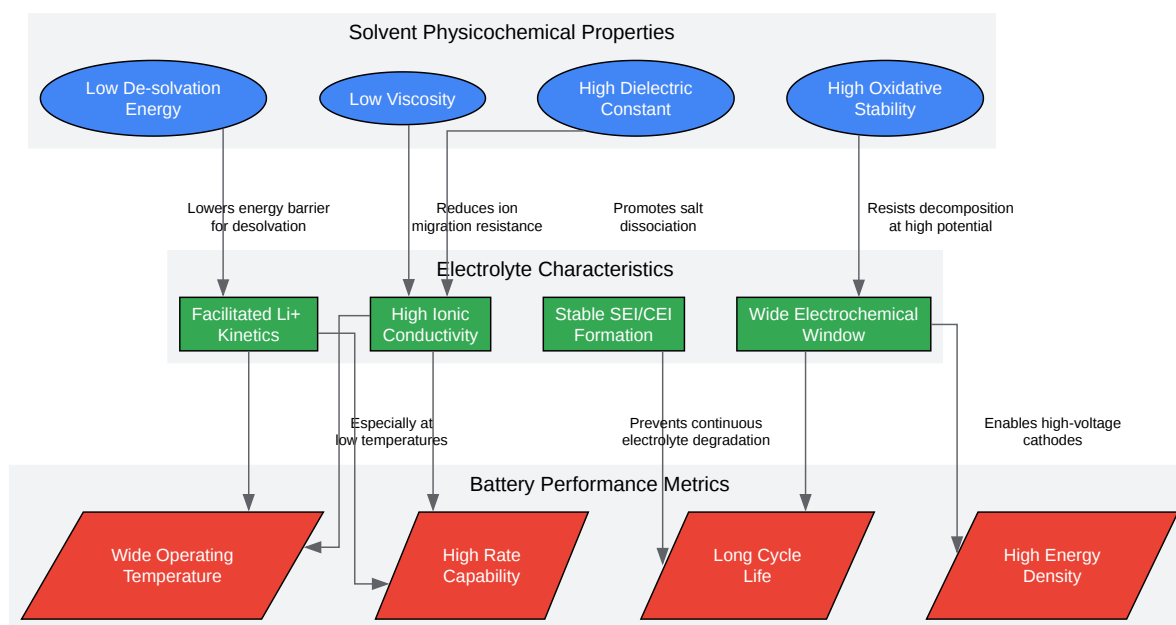 Solvent Physicochemical Properties
Low De-solvation
Energy
Low Viscosity
High Dielectric
Constant
High Oxidative
Stability
Lowers energy barrier
for desolvation
Reduces ion
migration resistance
Promotes salt
dissociation
Resists decomposition
at high potential
Electrolyte Characteristics
Facilitated Li+
Kinetics
High Ionic
Conductivity
Stable SEI/CEI
Formation
Wide Electrochemical
Window
Especially at
low temperatures
Prevents continuous
electrolyte degradation
Enables high-voltage
cathodes
Battery Performance Metrics
Wide Operating
Temperature
High Rate
Capability
Long Cycle
Life
High Energy
Density